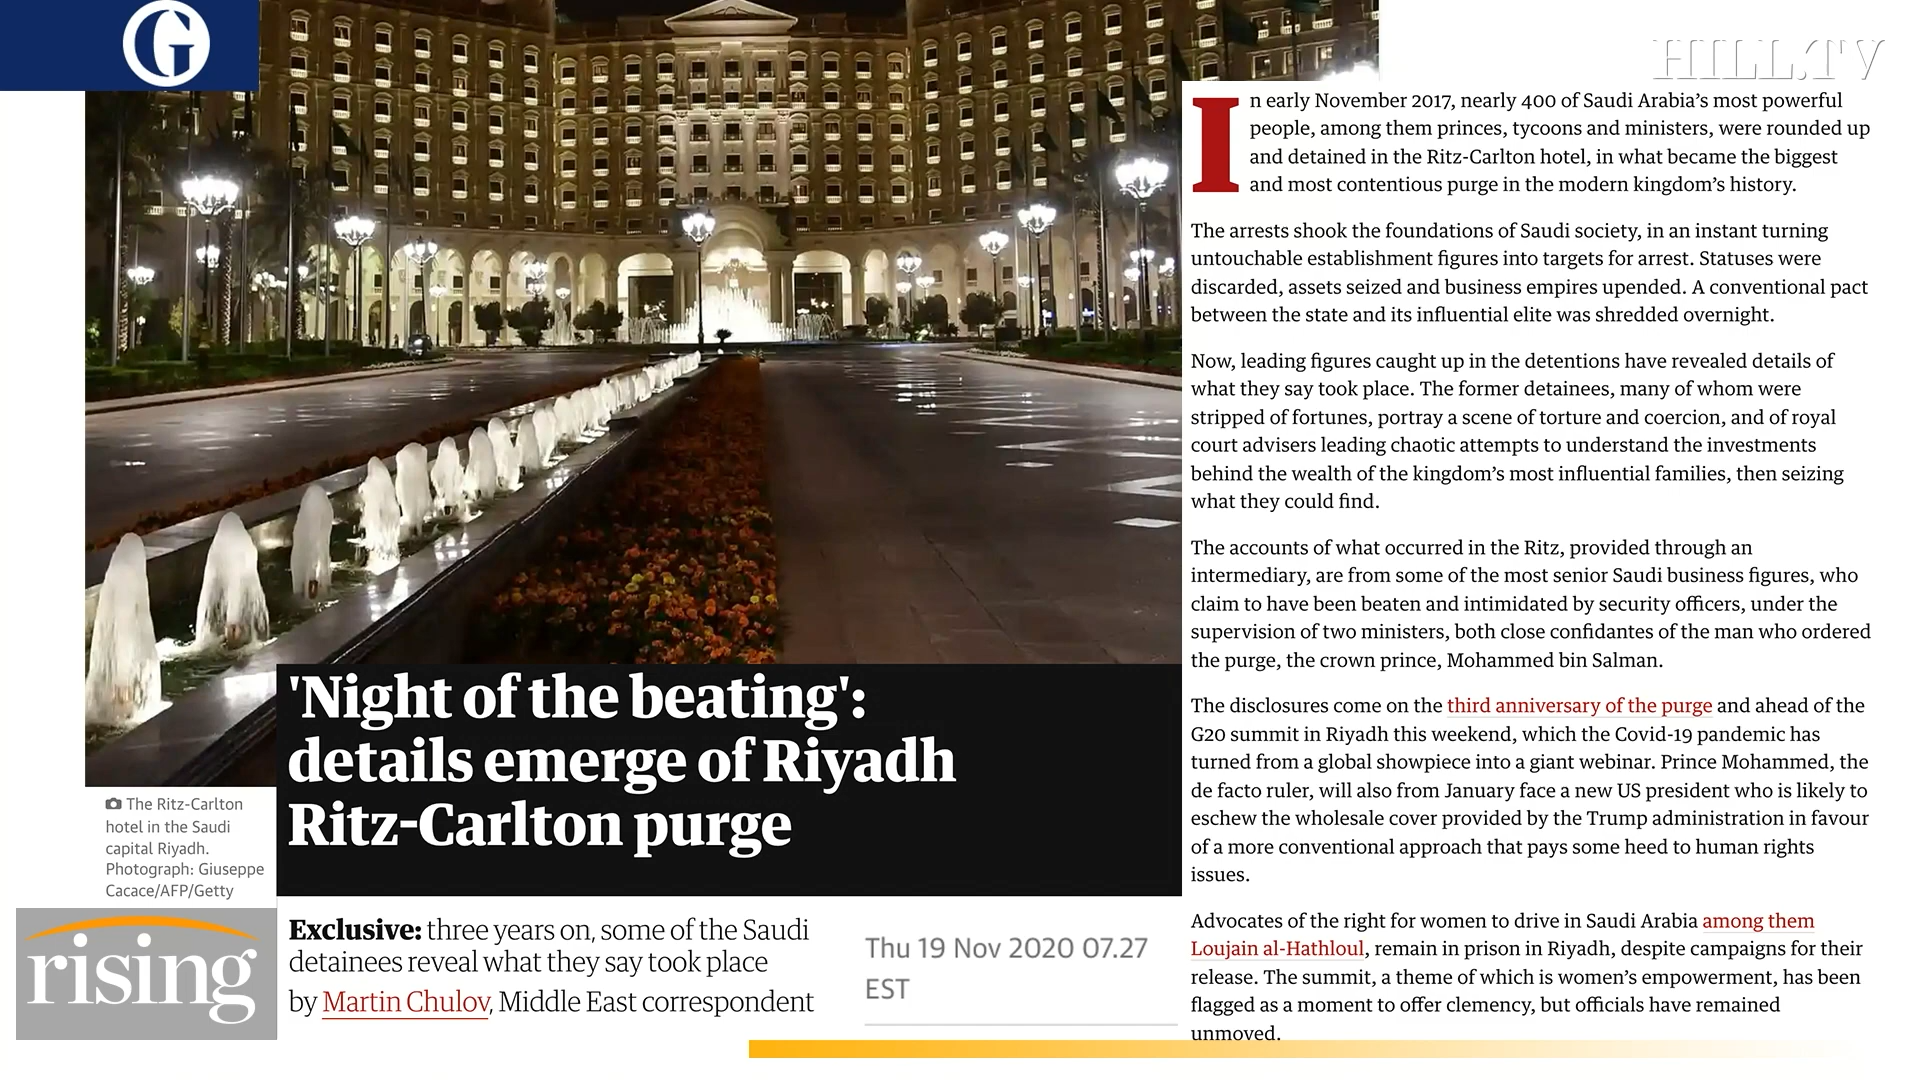 G
HILL.TV
'Night of the beating':
details emerge of Riyadh
Ritz-Carlton purge
The Ritz-Carlton
hotel in the Saudi
capital Riyadh.
Photograph: Giuseppe
Cacace/AFP/Getty
rising
Exclusive: three years on, some of the Saudi
detainees reveal what they say took place
by Martin Chulov, Middle East correspondent
Thu 19 Nov 2020 07.27
EST
In early November 2017, nearly 400 of Saudi Arabia's most powerful
people, among them princes, tycoons and ministers, were rounded up
and detained in the Ritz-Carlton hotel, in what became the biggest
and most contentious purge in the modern kingdom's history.
The arrests shook the foundations of Saudi society, in an instant turning
untouchable establishment figures into targets for arrest. Statuses were
discarded, assets seized and business empires upended. A conventional pact
between the state and its influential elite was shredded overnight.
Now, leading figures caught up in the detentions have revealed details of
what they say took place. The former detainees, many of whom were
stripped of fortunes, portray a scene of torture and coercion, and of royal
court advisers leading chaotic attempts to understand the investments
behind the wealth of the kingdom's most influential families, then seizing
what they could find.
The accounts of what occurred in the Ritz, provided through an
intermediary, are from some of the most senior Saudi business figures, who
claim to have been beaten and intimidated by security officers, under the
supervision of two ministers, both close confidantes of the man who ordered
the purge, the crown prince, Mohammed bin Salman.
The disclosures come on the third anniversary of the purge and ahead of the
G20 summit in Riyadh this weekend, which the Covid-19 pandemic has
turned from a global showpiece into a giant webinar. Prince Mohammed, the
de facto ruler, will also from January face a new US president who is likely to
eschew the wholesale cover provided by the Trump administration in favour
of a more conventional approach that pays some heed to human rights
issues.
Advocates of the right for women to drive in Saudi Arabia among them
Loujain al-Hathloul, remain in prison in Riyadh, despite campaigns for their
release. The summit, a theme of which is women's empowerment, has been
flagged as a moment to offer clemency, but officials have remained
unmoved.